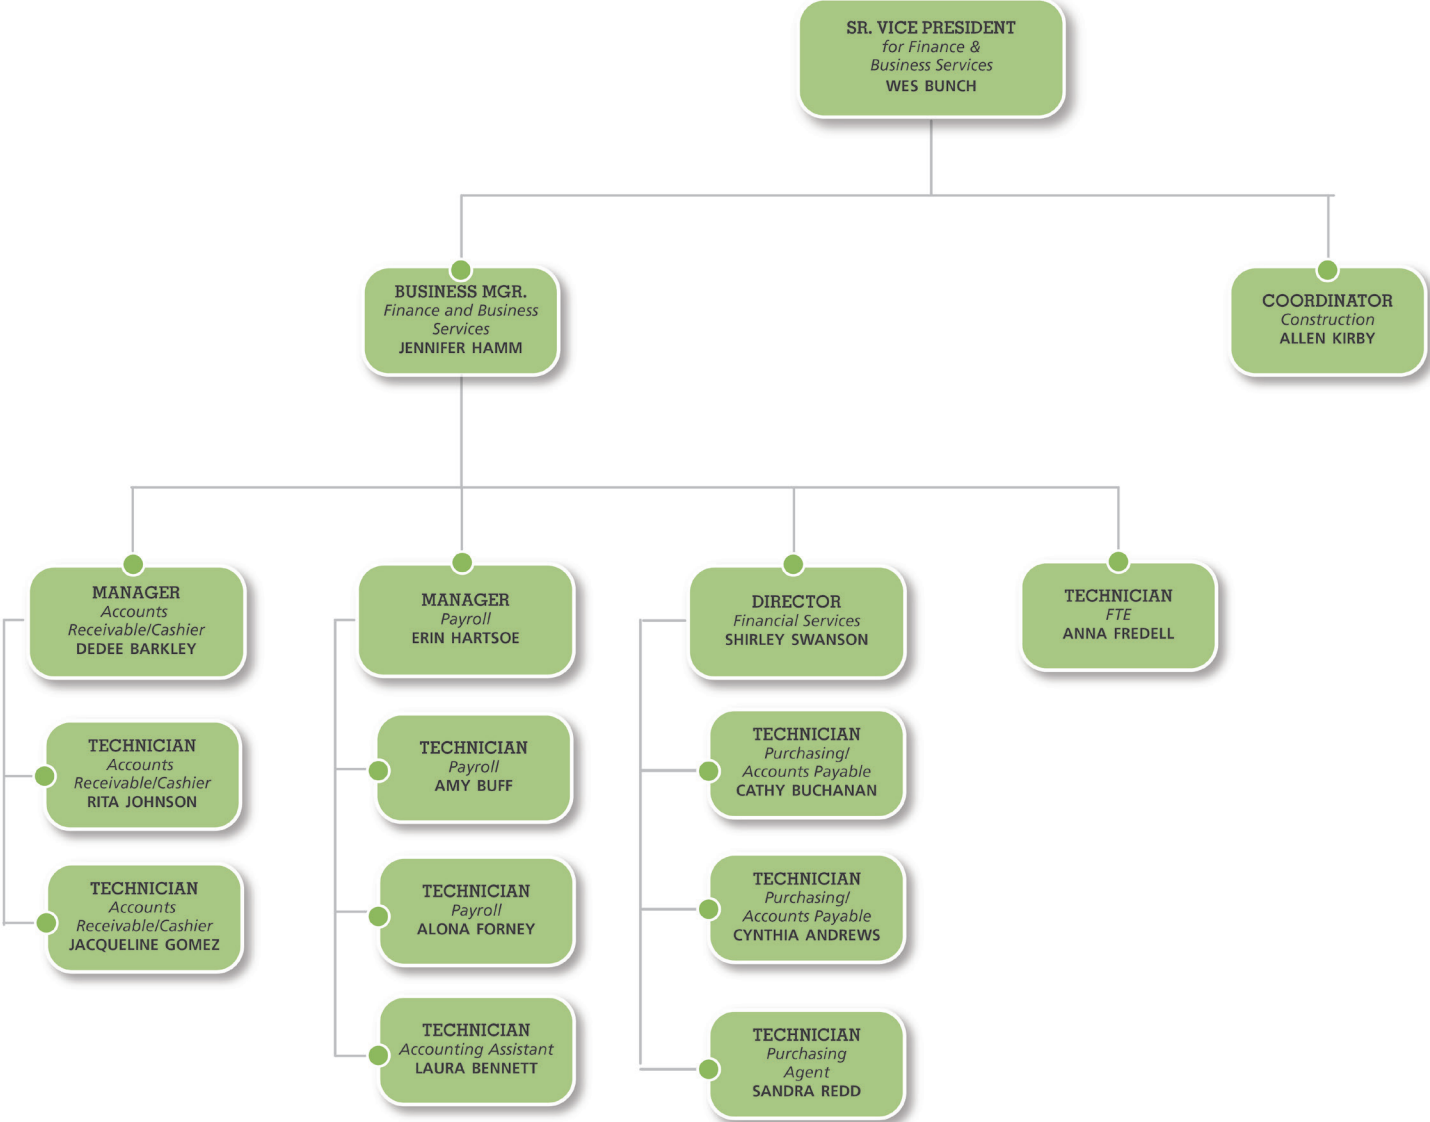 SR. VICE PRESIDENT
for Finance &
Business Services
WES BUNCH
BUSINESS MGR.
Finance and Business
Services
JENNIFER HAMM
COORDINATOR
Construction
ALLEN KIRBY
MANAGER
Accounts
Receivable/Cashier
DEDEE BARKLEY
TECHNICIAN
Accounts
Receivable/Cashier
RITA JOHNSON
TECHNICIAN
Accounts
Receivable/Cashier
JACQUELINE GOMEZ
MANAGER
Payroll
ERIN HARTSOE
TECHNICIAN
Payroll
AMY BUFF
TECHNICIAN
Payroll
ALONA FORNEY
TECHNICIAN
Accounting Assistant
LAURA BENNETT
DIRECTOR
Financial Services
SHIRLEY SWANSON
TECHNICIAN
Purchasing/
Accounts Payable
CATHY BUCHANAN
TECHNICIAN
Purchasing/
Accounts Payable
CYNTHIA ANDREWS
TECHNICIAN
Purchasing
Agent
SANDRA REDD
TECHNICIAN
FTE
ANNA FREDELL